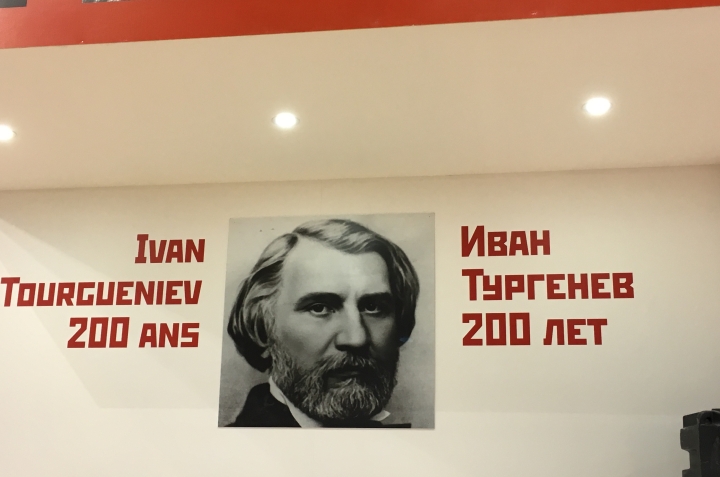 Ivan
Tourgueniev
200 ans
Иван
Тургенев
200 лет